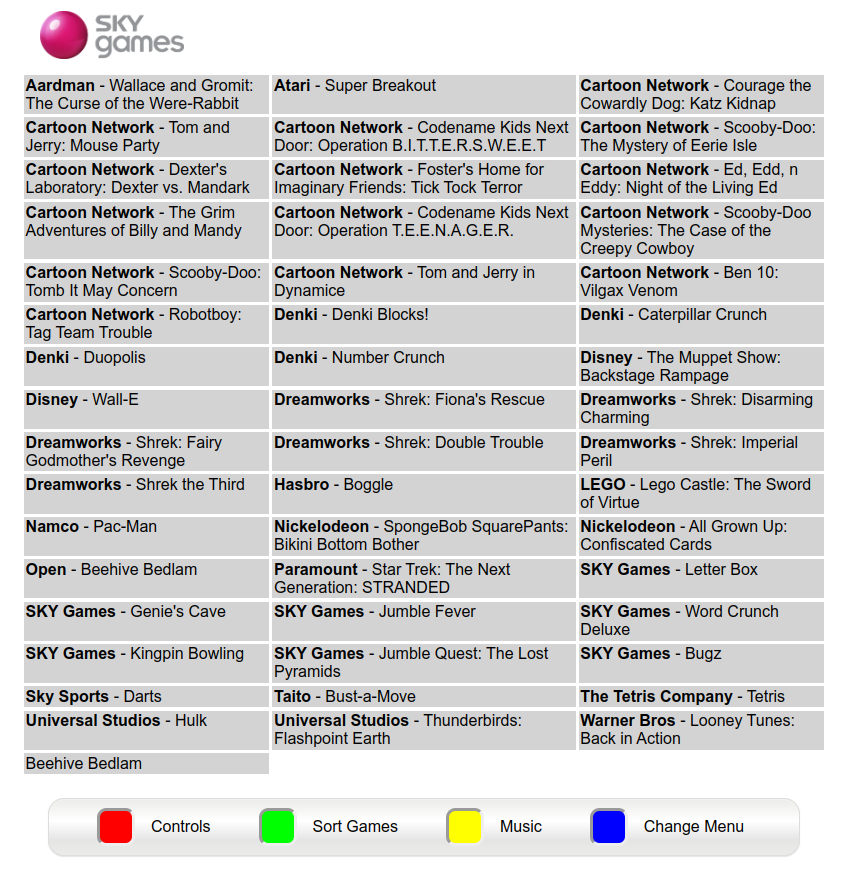 SKY
games
Aardman - Wallace and Gromit:
The Curse of the Were-Rabbit
Atari - Super Breakout
Cartoon Network - Courage the
Cowardly Dog: Katz Kidnap
Cartoon Network - Tom and
Jerry: Mouse Party
Cartoon Network - Codename Kids Next
Door: Operation B.I.T.T.E.R.S.W.E.E.T
Cartoon Network - Scooby-Doo:
The Mystery of Eerie Isle
Cartoon Network - Dexter's
Laboratory: Dexter vs. Mandark
Cartoon Network - Foster's Home for
Imaginary Friends: Tick Tock Terror
Cartoon Network - Ed, Edd, n
Eddy: Night of the Living Ed
Cartoon Network - The Grim
Adventures of Billy and Mandy
Cartoon Network - Codename Kids Next
Door: Operation T.E.E.N.A.G.E.R.
Cartoon Network - Scooby-Doo
Mysteries: The Case of the
Creepy Cowboy
Cartoon Network - Scooby-Doo:
Tomb It May Concern
Cartoon Network - Tom and Jerry in
Dynamice
Cartoon Network - Ben 10:
Vilgax Venom
Cartoon Network - Robotboy:
Tag Team Trouble
Denki - Denki Blocks!
Denki - Caterpillar Crunch
Denki - Duopolis
Denki - Number Crunch
Disney - The Muppet Show:
Backstage Rampage
Disney - Wall-E
Dreamworks - Shrek: Fiona's Rescue
Dreamworks - Shrek: Disarming
Charming
Dreamworks - Shrek: Fairy
Godmother's Revenge
Dreamworks - Shrek: Double Trouble
Dreamworks - Shrek: Imperial
Peril
Dreamworks - Shrek the Third
Hasbro - Boggle
LEGO - Lego Castle: The Sword
of Virtue
Namco - Pac-Man
Nickelodeon - SpongeBob SquarePants:
Bikini Bottom Bother
Nickelodeon - All Grown Up:
Confiscated Cards
Open - Beehive Bedlam
Paramount - Star Trek: The Next
Generation: STRANDED
SKY Games - Letter Box
SKY Games - Genie's Cave
SKY Games - Jumble Fever
SKY Games - Word Crunch
Deluxe
SKY Games - Kingpin Bowling
SKY Games - Jumble Quest: The Lost
Pyramids
SKY Games - Bugz
Sky Sports - Darts
Taito - Bust-a-Move
The Tetris Company - Tetris
Universal Studios - Hulk
Universal Studios - Thunderbirds:
Flashpoint Earth
Warner Bros - Looney Tunes:
Back in Action
Beehive Bedlam
Controls
Sort Games
Music
Change Menu